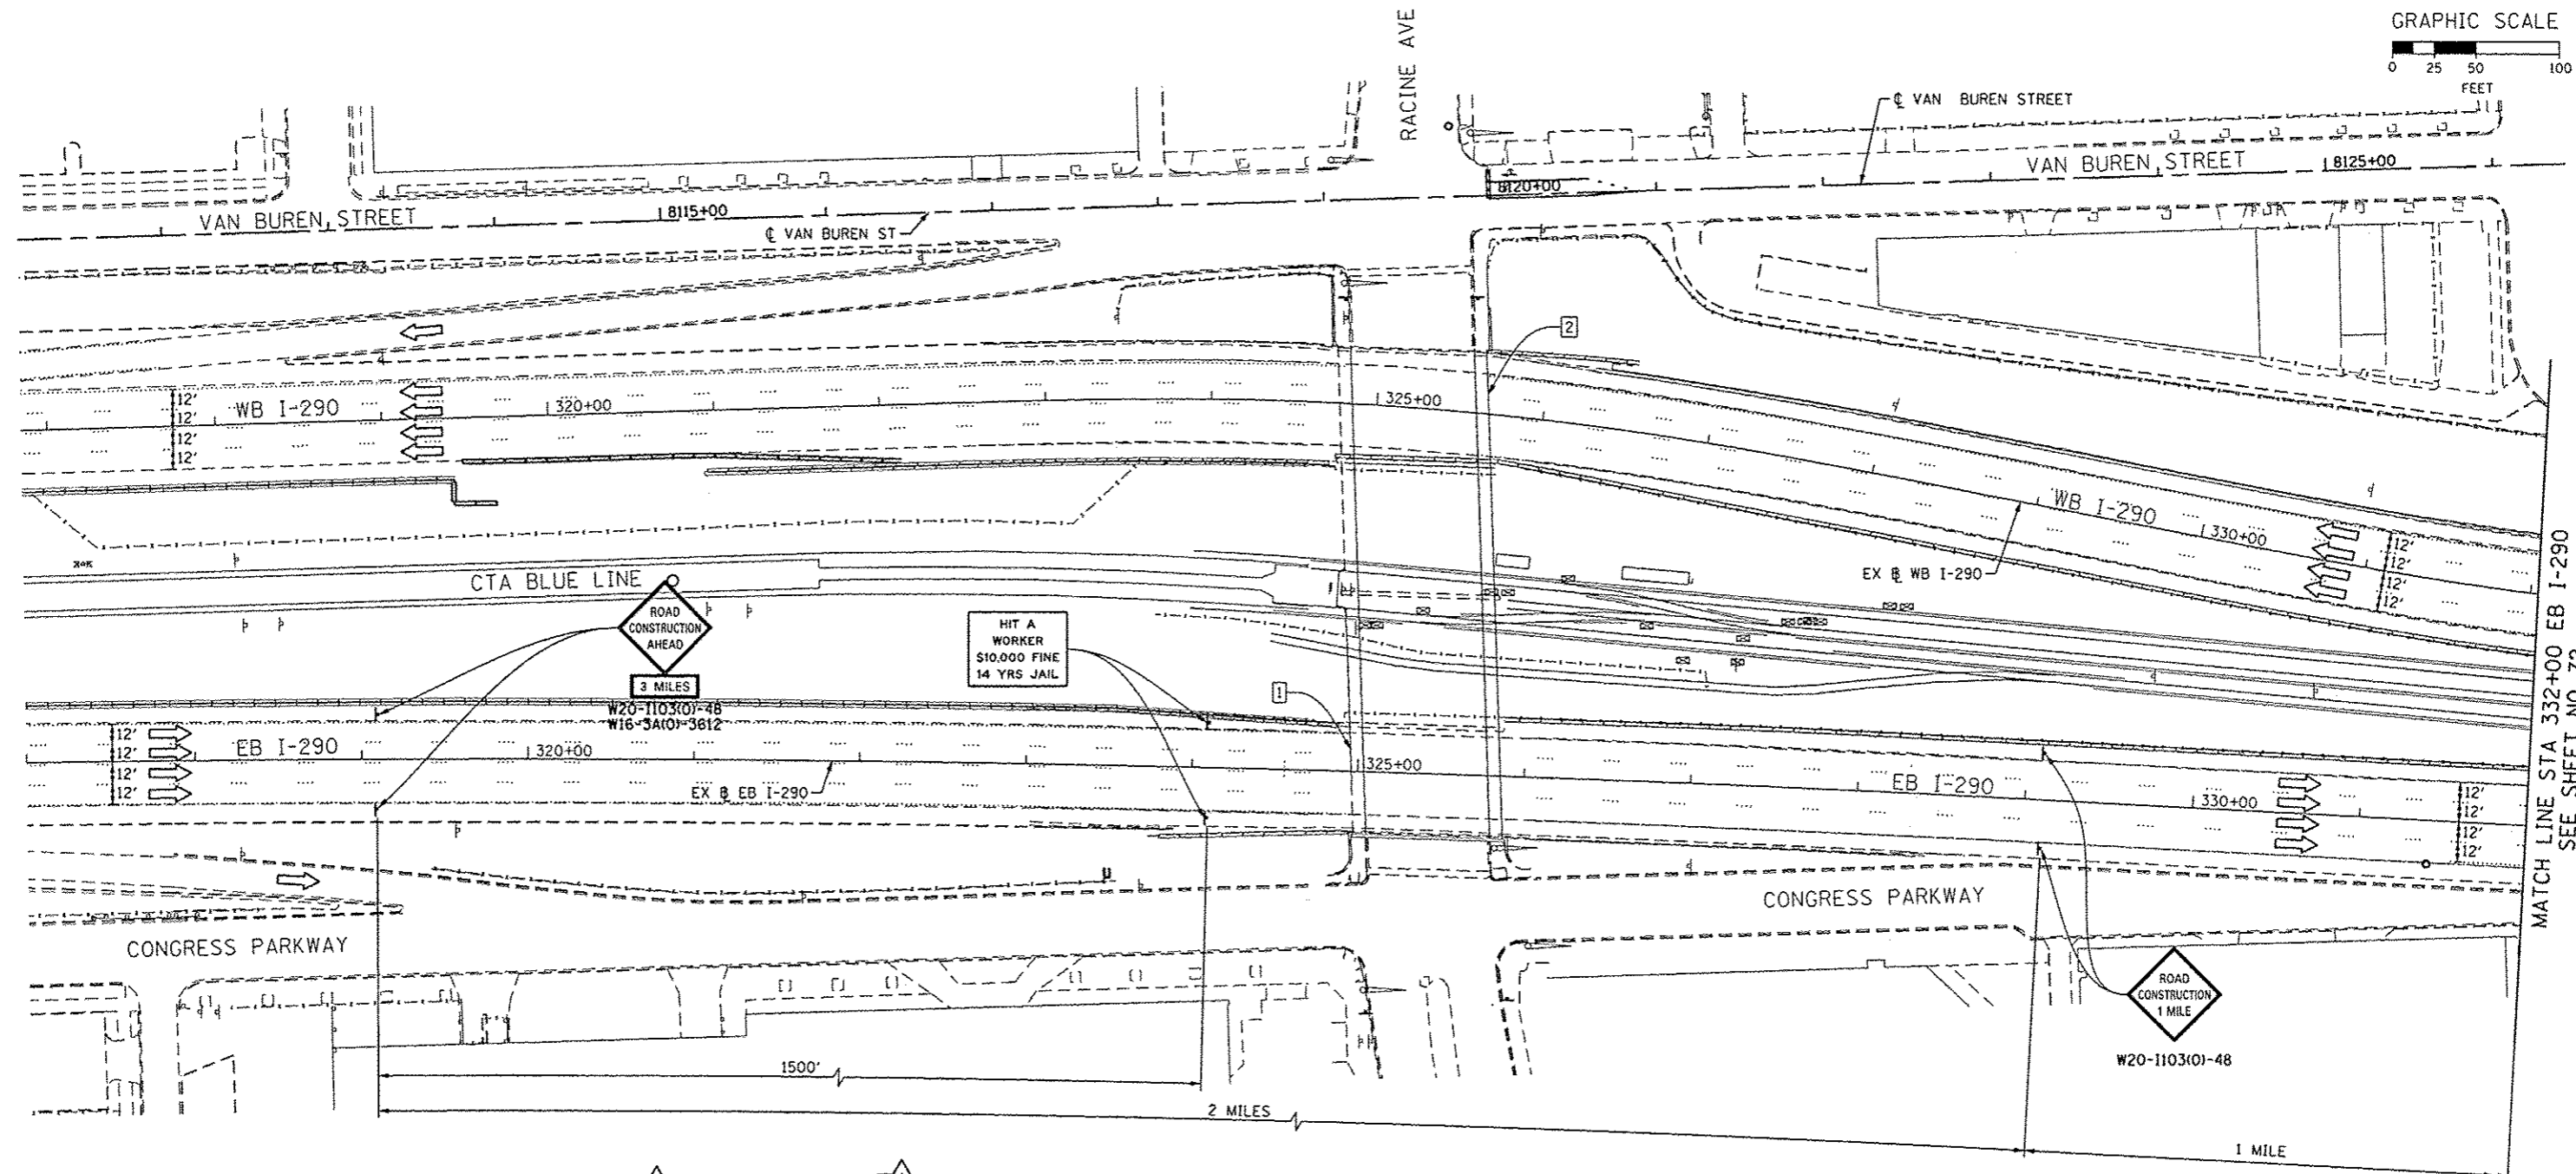 GRAPHIC SCALE
0 25 50 100
FEET
RACINE AVE
℄ VAN BUREN STREET
VAN BUREN STREET
8125+00
8120+00
VAN BUREN STREET
8115+00
℄ VAN BUREN ST
2
12'
12'
12'
12'
WB I-290
320+00
325+00
WB I-290
330+00
12'
12'
12'
12'
EX ℄ WB I-290
CTA BLUE LINE
ROAD
CONSTRUCTION
AHEAD
3 MILES
W20-I103(O)-48
W16-3A(O)-3612
HIT A
WORKER
$10,000 FINE
14 YRS JAIL
1
12'
12'
12'
12'
EB I-290
320+00
EX ℄ EB I-290
325+00
EB I-290
330+00
12'
12'
12'
12'
MATCH LINE STA 332+00 EB I-290
CONGRESS PARKWAY
CONGRESS PARKWAY
ROAD
CONSTRUCTION
1 MILE
W20-I103(O)-48
1500'
2 MILES
1 MILE